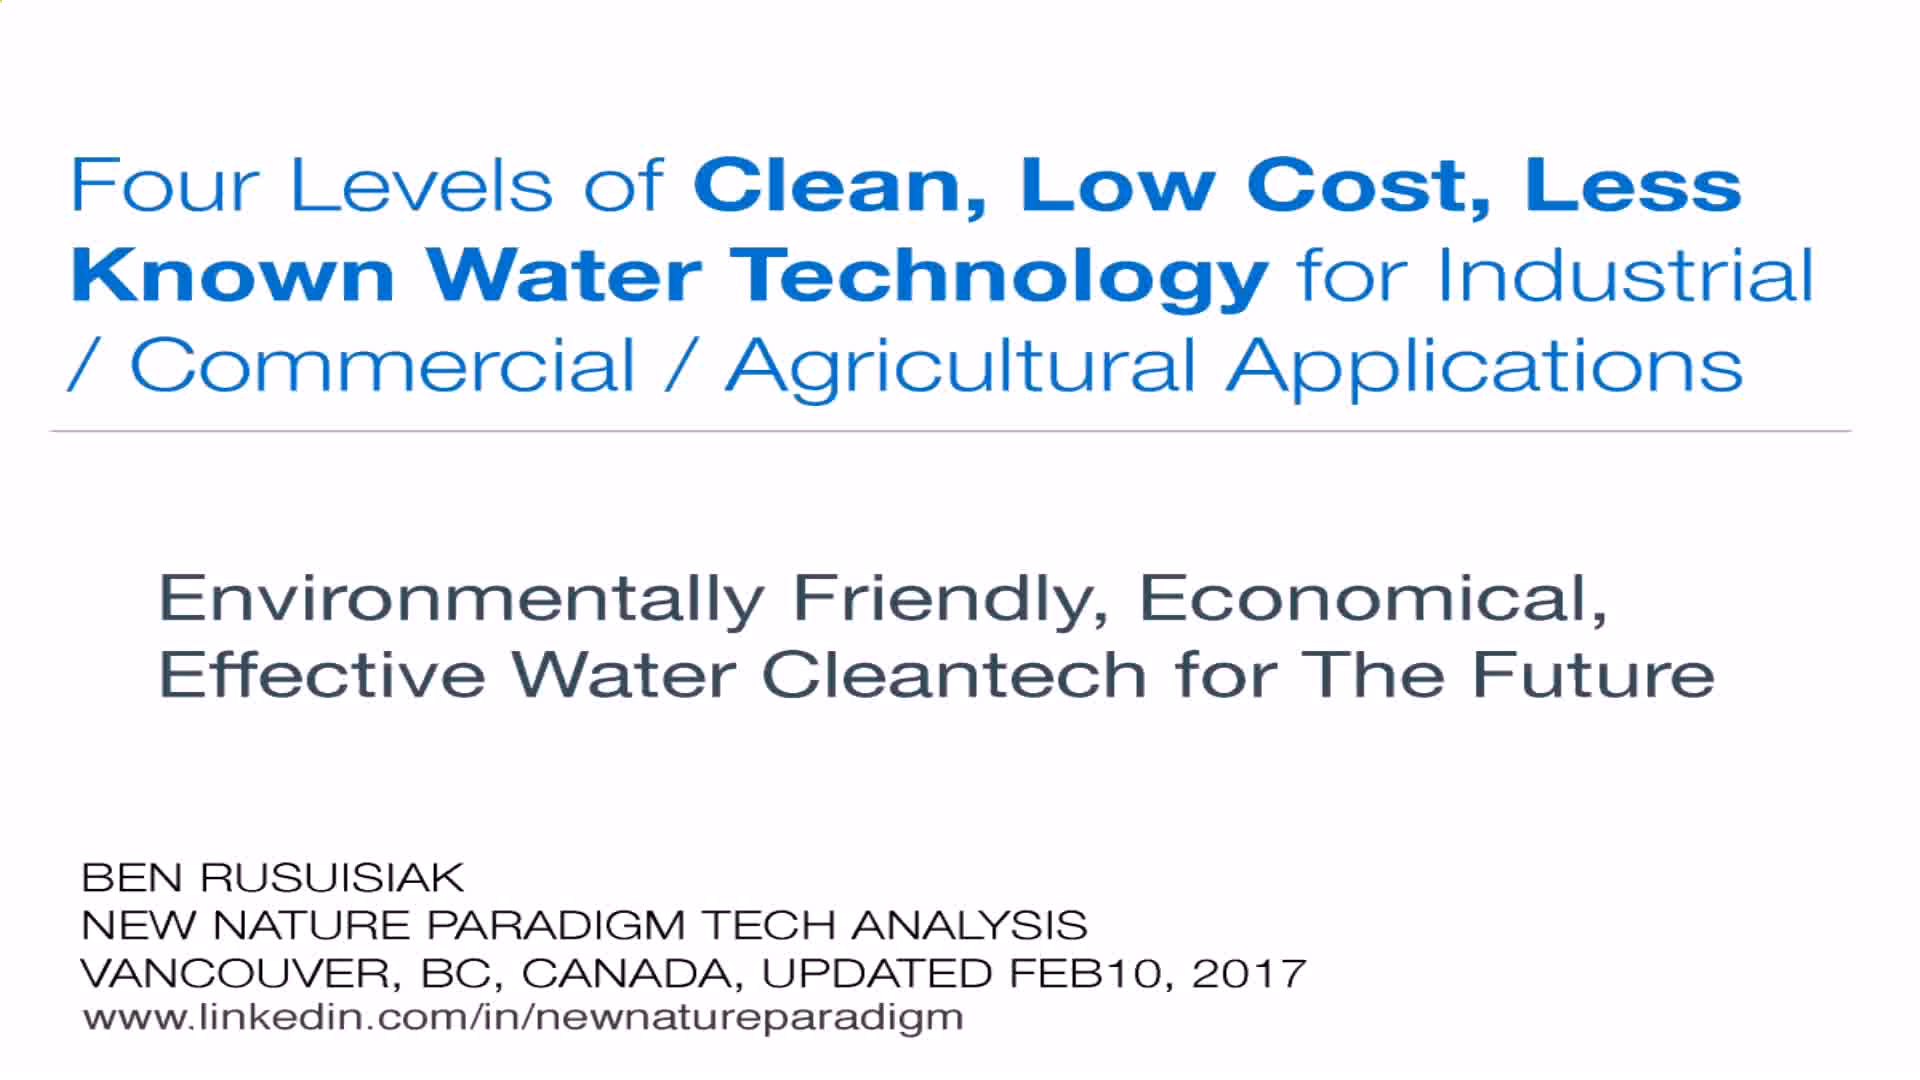 Four Levels of Clean, Low Cost, Less
Known Water Technology for Industrial
/ Commercial / Agricultural Applications
Environmentally Friendly, Economical,
Effective Water Cleantech for The Future
BEN RUSUISIAK
NEW NATURE PARADIGM TECH ANALYSIS
VANCOUVER, BC, CANADA, UPDATED FEB10, 2017
www.linkedin.com/in/newnatureparadigm